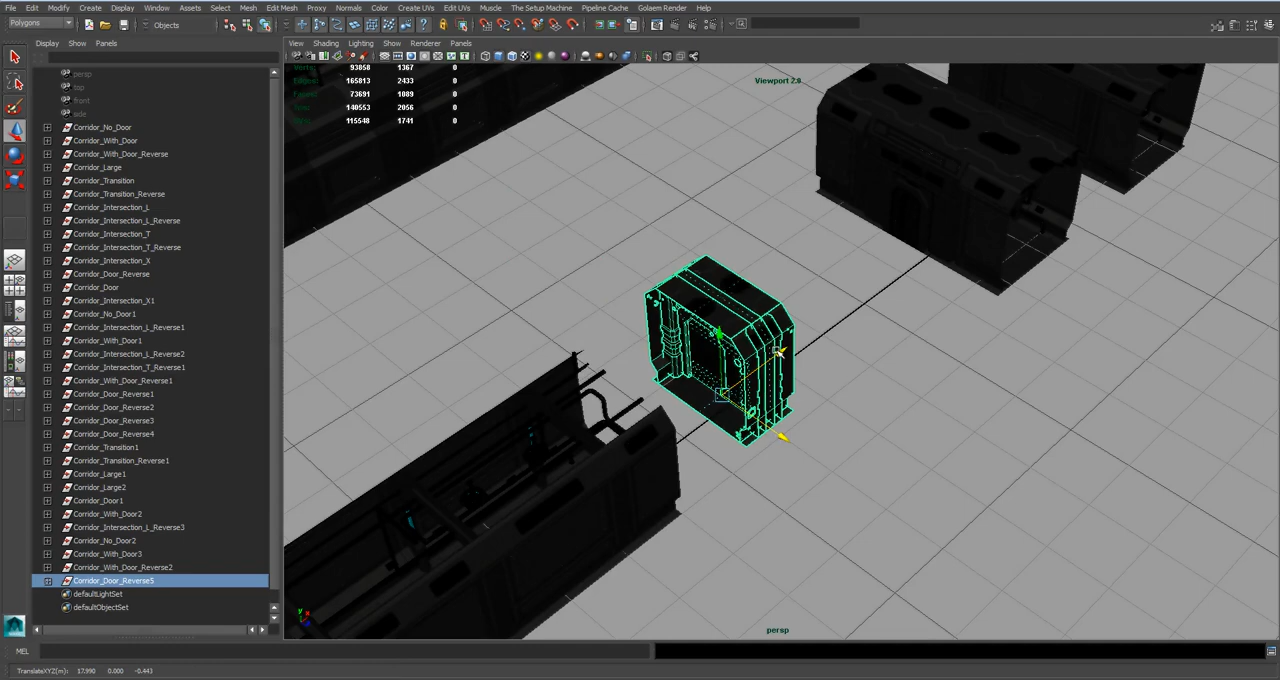 File Edit Modify Create Display Window Assets Select Mesh Edit Mesh Proxy Normals Color Create UVs Edit UVs Muscle The Setup Machine Pipeline Cache Golaem Render Help
Polygons
Objects
Display Show Panels
View Shading Lighting Show Renderer Panels
persp
top
front
side
Corridor_No_Door
Corridor_With_Door
Corridor_With_Door_Reverse
Corridor_Large
Corridor_Transition
Corridor_Transition_Reverse
Corridor_Intersection_L
Corridor_Intersection_L_Reverse
Corridor_Intersection_T
Corridor_Intersection_T_Reverse
Corridor_Intersection_X
Corridor_Door_Reverse
Corridor_Door
Corridor_Intersection_X1
Corridor_No_Door1
Corridor_Intersection_L_Reverse1
Corridor_With_Door1
Corridor_Intersection_L_Reverse2
Corridor_Intersection_T_Reverse1
Corridor_With_Door_Reverse1
Corridor_Door_Reverse1
Corridor_Door_Reverse2
Corridor_Door_Reverse3
Corridor_Door_Reverse4
Corridor_Transition1
Corridor_Transition_Reverse1
Corridor_Large1
Corridor_Large2
Corridor_Door1
Corridor_With_Door2
Corridor_Intersection_L_Reverse3
Corridor_No_Door2
Corridor_With_Door3
Corridor_With_Door_Reverse2
Corridor_Door_Reverse5
defaultLightSet
defaultObjectSet
Verts: 93858 1367 0
Edges: 165813 2433 0
Faces: 73691 1089 0
Tris: 140553 2056 0
UVs: 115548 1741 0
Viewport 2.0
y
x
persp
MEL
TranslateXYZ(m): 17.990 0.000 -0.443